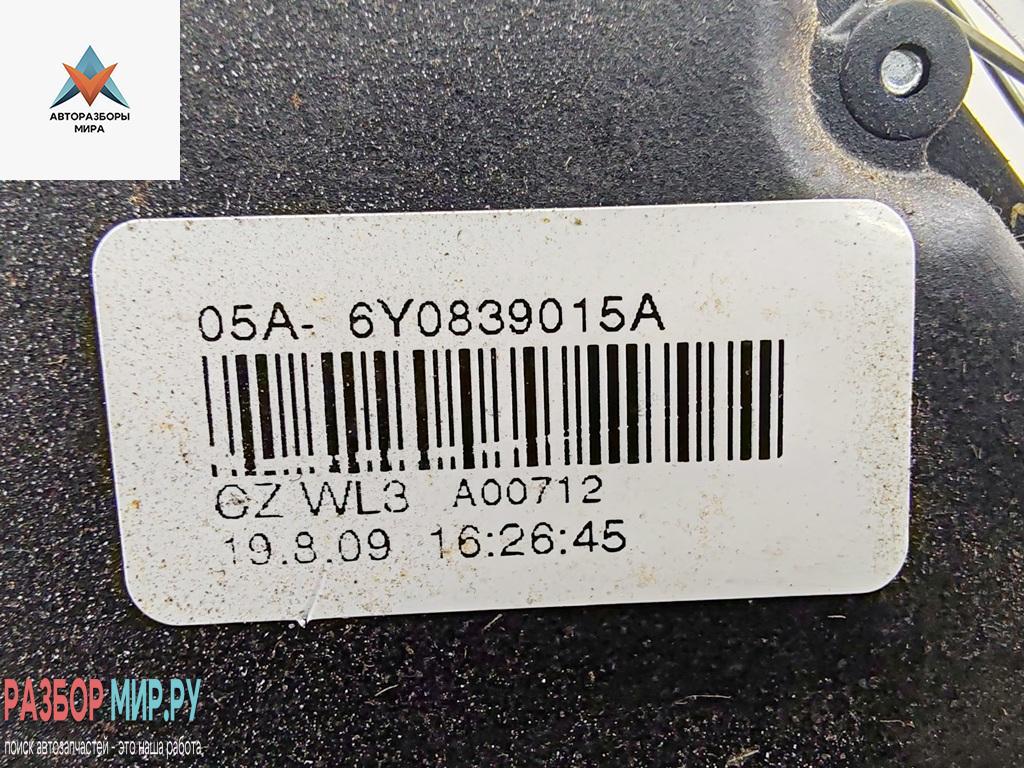 АВТОРАЗБОРЫ
МИРА
05A- 6Y0839015A
CZ WL3 A00712
19.8.09 16:26:45
РАЗБОР МИР.РУ
поиск автозапчастей - это наша работа.